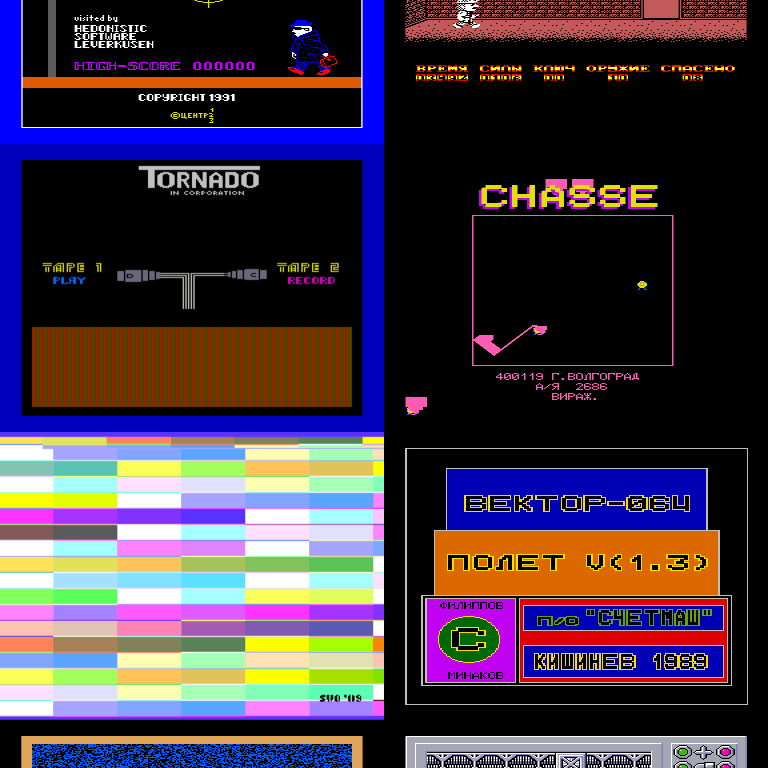 visited by
HEDONISTIC
SOFTWARE
LEVERKUSEN
HIGH-SCORE 000000
COPYRIGHT 1991
©ЦЕНТР
ВРЕМЯ СИЛЫ КЛЮЧ ОРУЖИЕ СПАСЕНО
TORNADO
IN CORPORATION
TAPE 1
PLAY
TAPE 2
RECORD
CHASSE
400119 Г.ВОЛГОГРАД
А/Я 2686
ВИРАЖ.
SVO '09
ВЕКТОР-06Ц
ПОЛЕТ V(1.3)
ФИЛИППОВ
С
МИНАКОВ
П/О "СЧЕТМАШ"
КИШИНЕВ 1989